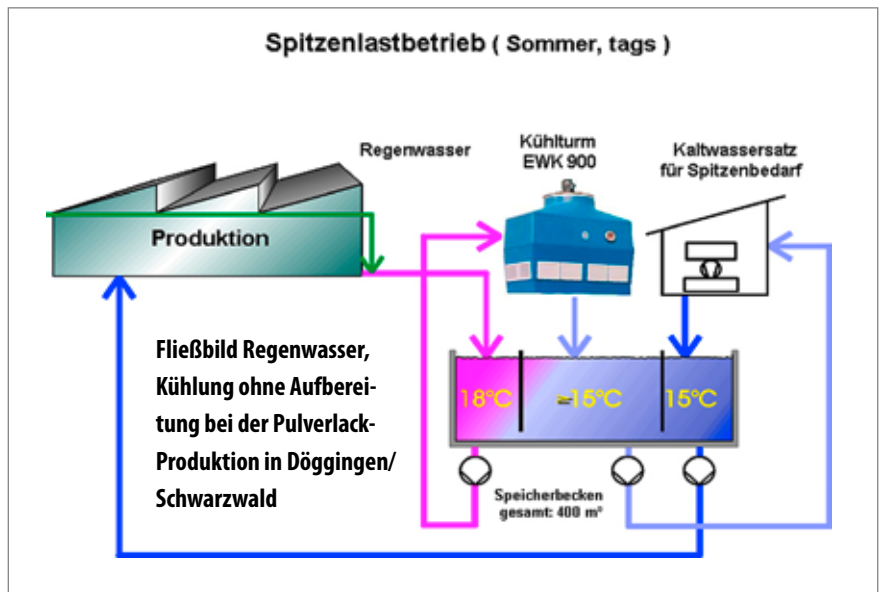 Spitzenlastbetrieb ( Sommer, tags )
Regenwasser
Kühlturm
EWK 900
Kaltwassersatz
für Spitzenbedarf
Produktion
Fließbild Regenwasser,
Kühlung ohne Aufberei-
tung bei der Pulverlack-
Produktion in Döggingen/
Schwarzwald
18°C
≃15°C
15°C
Speicherbecken
gesamt: 400 m³